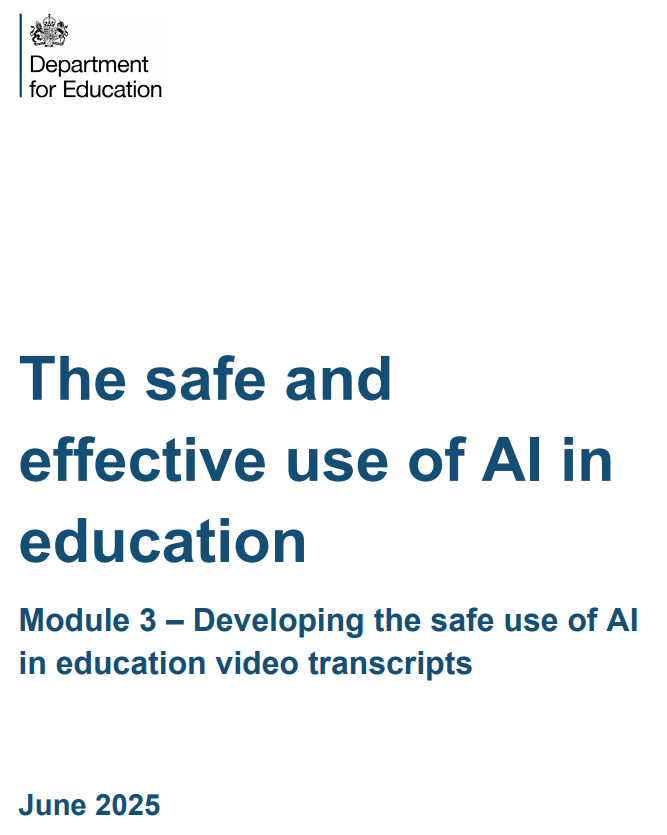 Department
for Education
The safe and
effective use of AI in
education
Module 3 – Developing the safe use of AI
in education video transcripts
June 2025